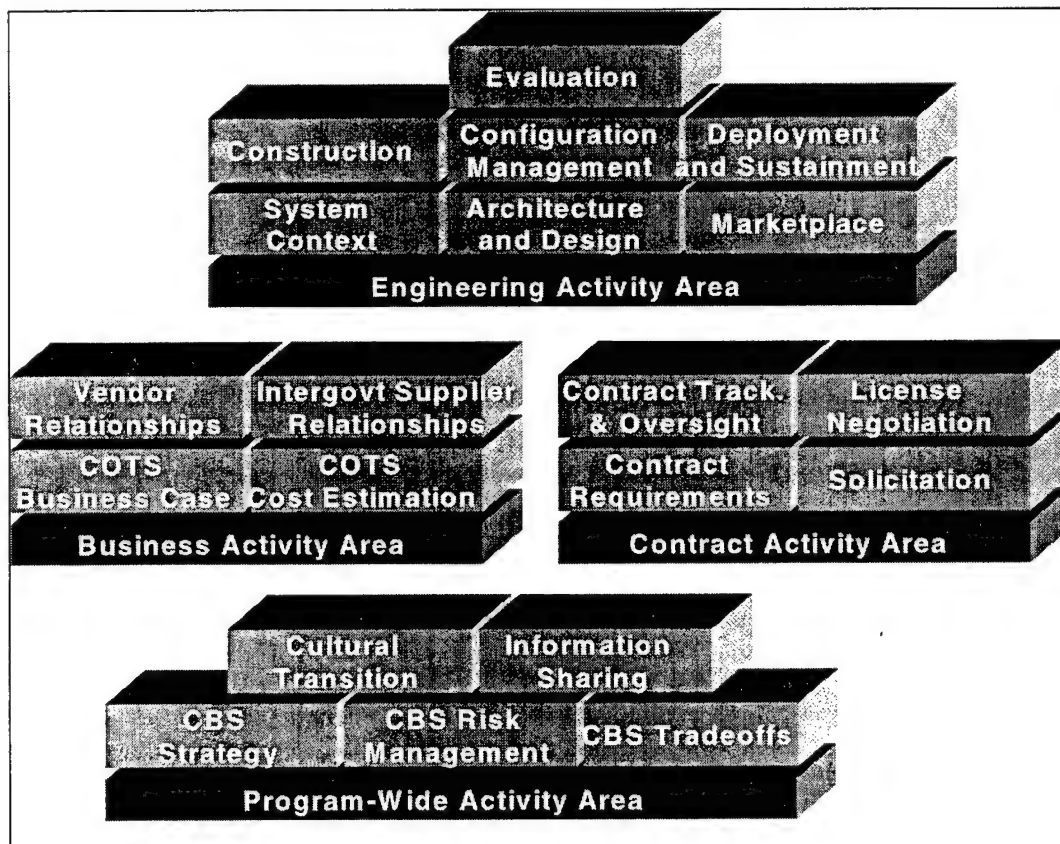 Evaluation
Construction
Configuration
Management
Deployment
and Sustainment
System
Context
Architecture
and Design
Marketplace
Engineering Activity Area
Vendor
Relationships
Intergovt Supplier
Relationships
COTS
Business Case
COTS
Cost Estimation
Business Activity Area
Contract Track.
& Oversight
License
Negotiation
Contract
Requirements
Solicitation
Contract Activity Area
Cultural
Transition
Information
Sharing
CBS
Strategy
CBS Risk
Management
CBS Tradeoffs
Program-Wide Activity Area